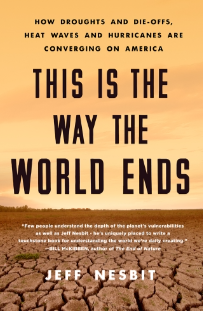 HOW DROUGHTS AND DIE-OFFS,
HEAT WAVES AND HURRICANES ARE
CONVERGING ON AMERICA
THIS IS THE
WAY THE
WORLD ENDS
"Few people understand the depth of the planet's vulnerabilities
as well as Jeff Nesbit – he's uniquely placed to write a
touchstone book for understanding the world we're daily creating."
—BILL McKIBBEN, author of The End of Nature
JEFF NESBIT